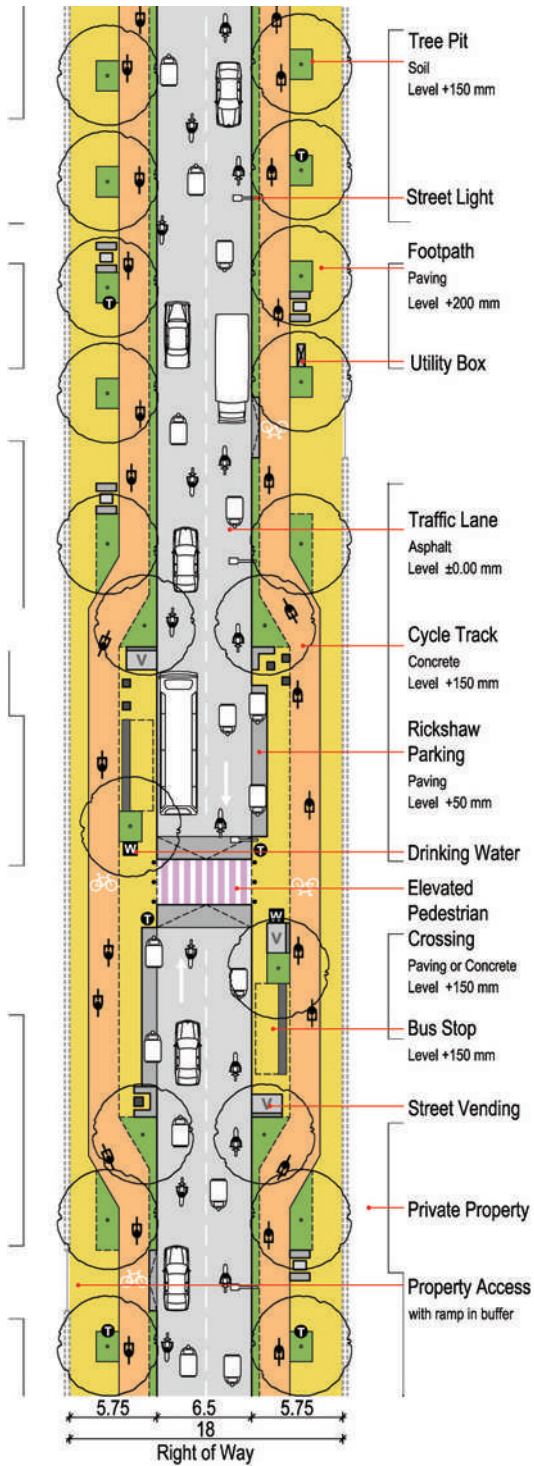 Tree Pit
Soil
Level +150 mm
T
Street Light
Footpath
Paving
Level +200 mm
T
Utility Box
Traffic Lane
Asphalt
Level ±0.00 mm
Cycle Track
Concrete
Level +150 mm
V
Rickshaw
Parking
Paving
Level +50 mm
W
T
Drinking Water
Elevated
Pedestrian
Crossing
Paving or Concrete
Level +150 mm
T
W
V
Bus Stop
Level +150 mm
V
Street Vending
Private Property
Property Access
with ramp in buffer
T
T
5.75 6.5 5.75
18
Right of Way